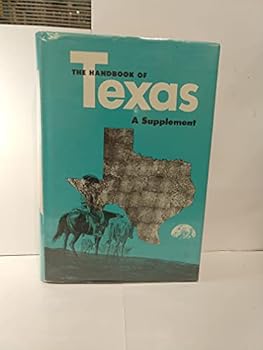 THE HANDBOOK OF
Texas
A Supplement